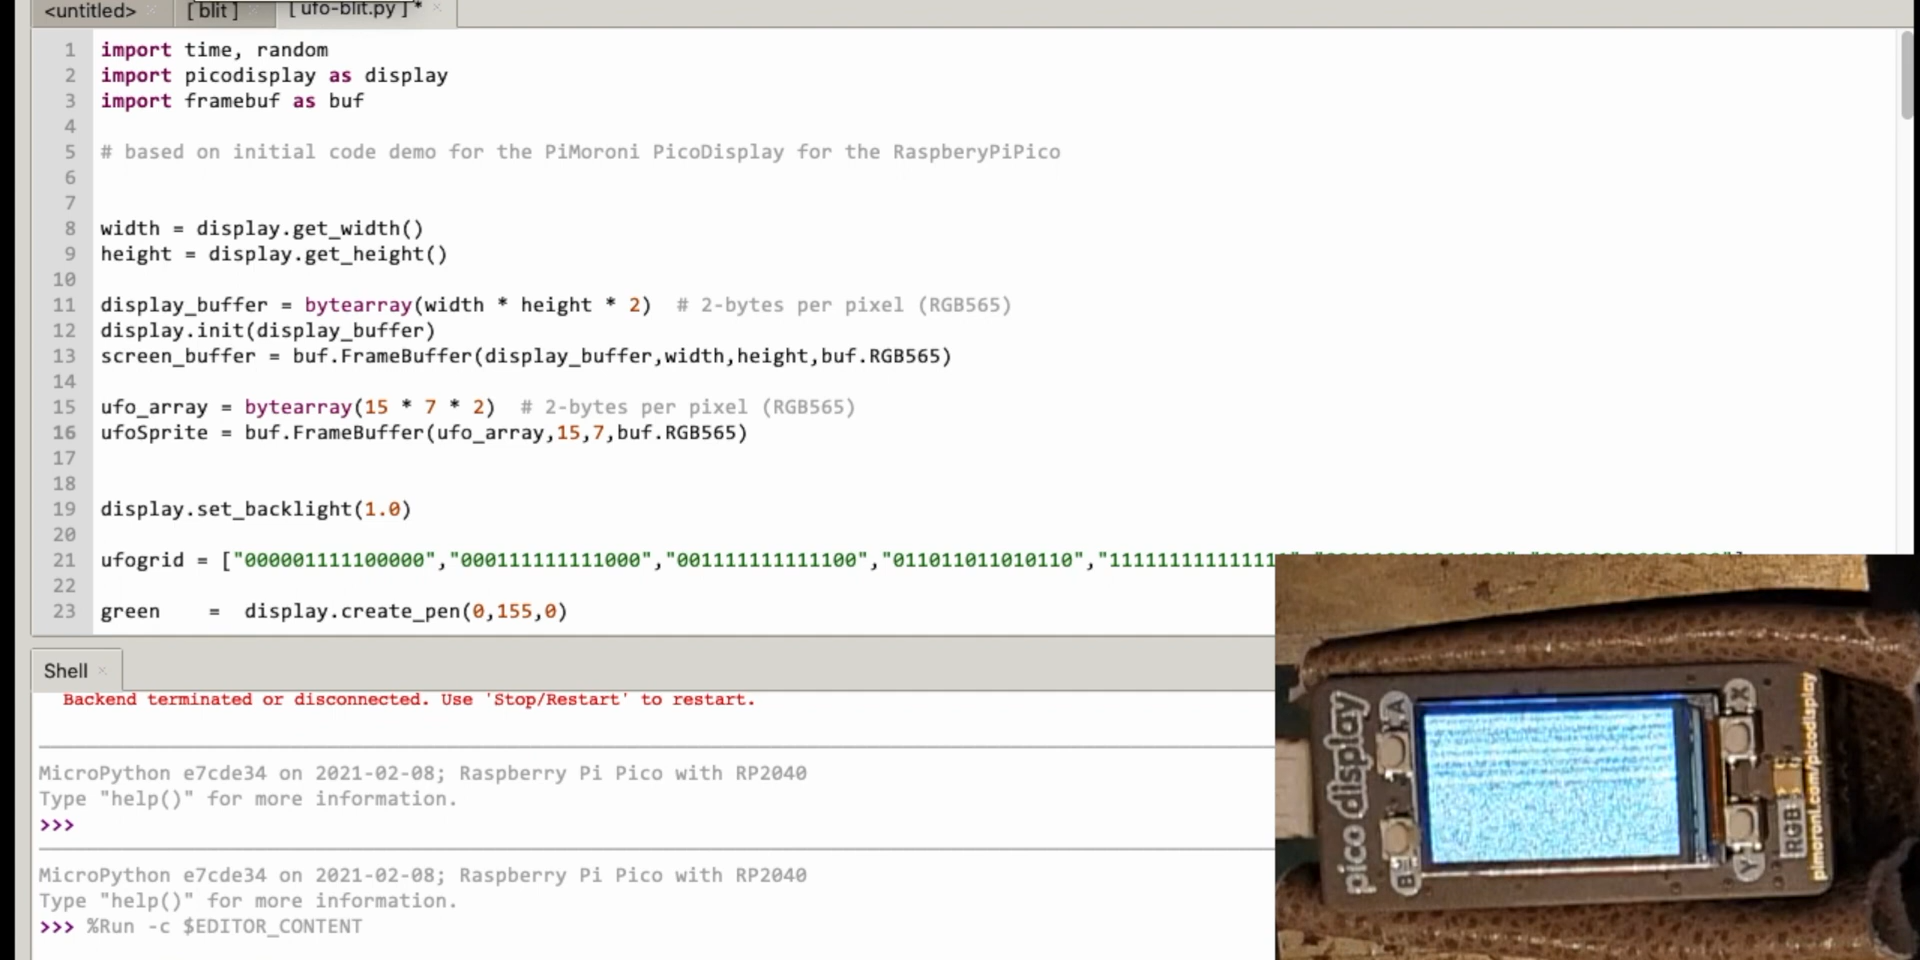 <untitled>
[ blit ]
[ ufo-blit.py ] *
1 import time, random
2 import picodisplay as display
3 import framebuf as buf
4
5 # based on initial code demo for the PiMoroni PicoDisplay for the RaspberyPiPico
6
7
8 width = display.get_width()
9 height = display.get_height()
10
11 display_buffer = bytearray(width * height * 2)  # 2-bytes per pixel (RGB565)
12 display.init(display_buffer)
13 screen_buffer = buf.FrameBuffer(display_buffer,width,height,buf.RGB565)
14
15 ufo_array = bytearray(15 * 7 * 2)  # 2-bytes per pixel (RGB565)
16 ufoSprite = buf.FrameBuffer(ufo_array,15,7,buf.RGB565)
17
18
19 display.set_backlight(1.0)
20
21 ufogrid = ["000001111100000","000111111111000","001111111111100","011011011010110","11111111111111
22
23 green    =  display.create_pen(0,155,0)
Shell
Backend terminated or disconnected. Use 'Stop/Restart' to restart.
MicroPython e7cde34 on 2021-02-08; Raspberry Pi Pico with RP2040
Type "help()" for more information.
>>>
MicroPython e7cde34 on 2021-02-08; Raspberry Pi Pico with RP2040
Type "help()" for more information.
>>> %Run -c $EDITOR_CONTENT
pico display
A
B
X
Y
RGB
pimoroni.com/picodisplay